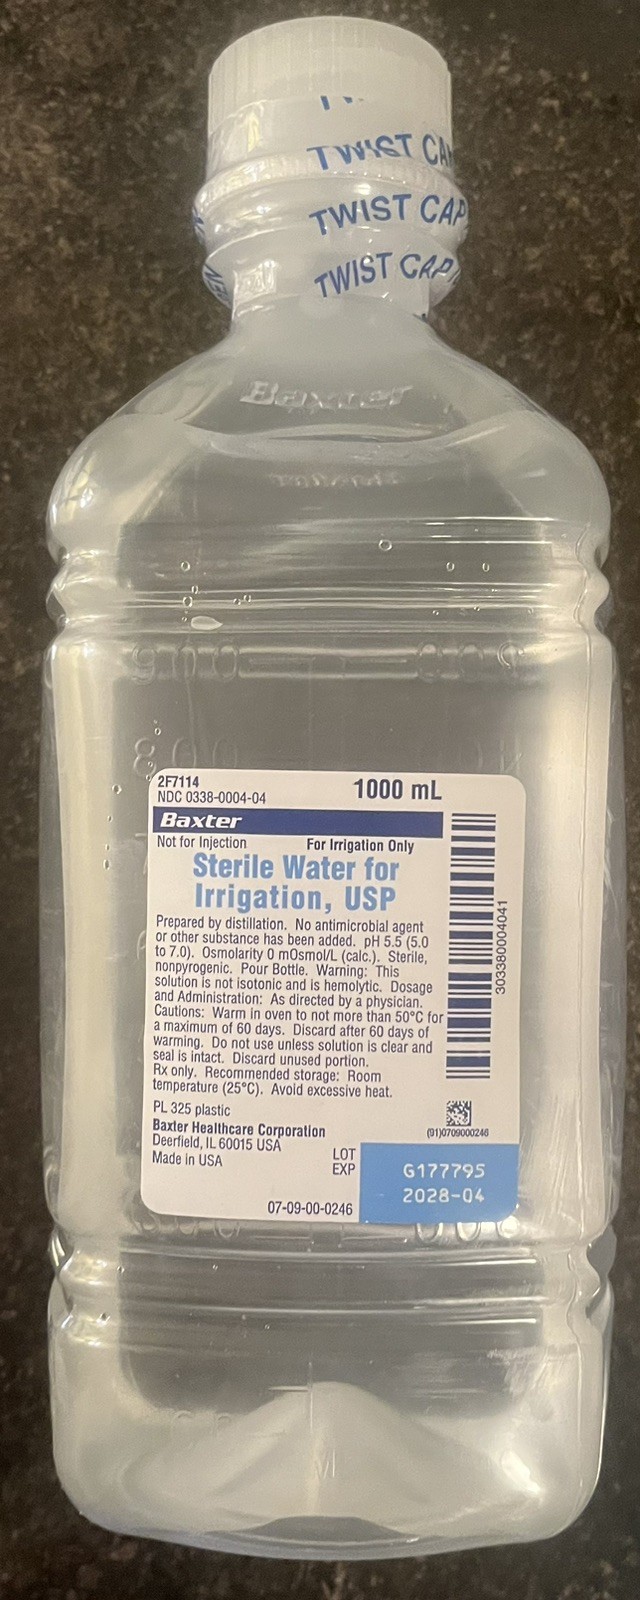 TWIST CAP
TWIST CAP
TWIST CAP
Baxter
900
800
2F7114
1000 mL
NDC 0338-0004-04
Baxter
Not for Injection For Irrigation Only
Sterile Water for
Irrigation, USP
Prepared by distillation. No antimicrobial agent
or other substance has been added. pH 5.5 (5.0
to 7.0). Osmolarity 0 mOsmol/L (calc.). Sterile,
nonpyrogenic. Pour Bottle. Warning: This
solution is not isotonic and is hemolytic. Dosage
and Administration: As directed by a physician.
Cautions: Warm in oven to not more than 50°C for
a maximum of 60 days. Discard after 60 days of
warming. Do not use unless solution is clear and
seal is intact. Discard unused portion.
Rx only. Recommended storage: Room
temperature (25°C). Avoid excessive heat.
PL 325 plastic
Baxter Healthcare Corporation
Deerfield, IL 60015 USA
Made in USA
303380004041
(91)0709000246
LOT G177795
EXP 2028-04
07-09-00-0246